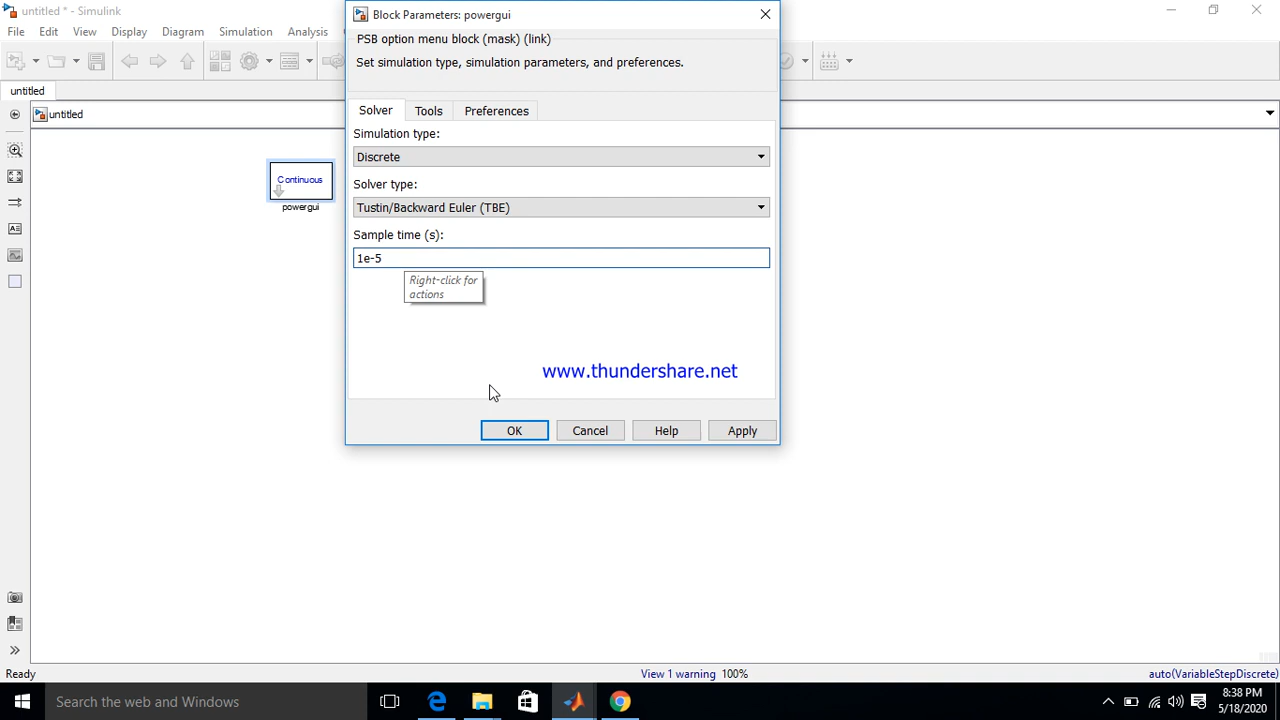 untitled * - Simulink
Block Parameters: powergui
File Edit View Display Diagram Simulation Analysis
PSB option menu block (mask) (link)
Set simulation type, simulation parameters, and preferences.
untitled
untitled
Solver Tools Preferences
Simulation type:
Discrete
Continuous
powergui
Solver type:
Tustin/Backward Euler (TBE)
Sample time (s):
1e-5
Right-click for
actions
www.thundershare.net
OK Cancel Help Apply
Ready
View 1 warning 100%
auto(VariableStepDiscrete)
Search the web and Windows
8:38 PM
5/18/2020